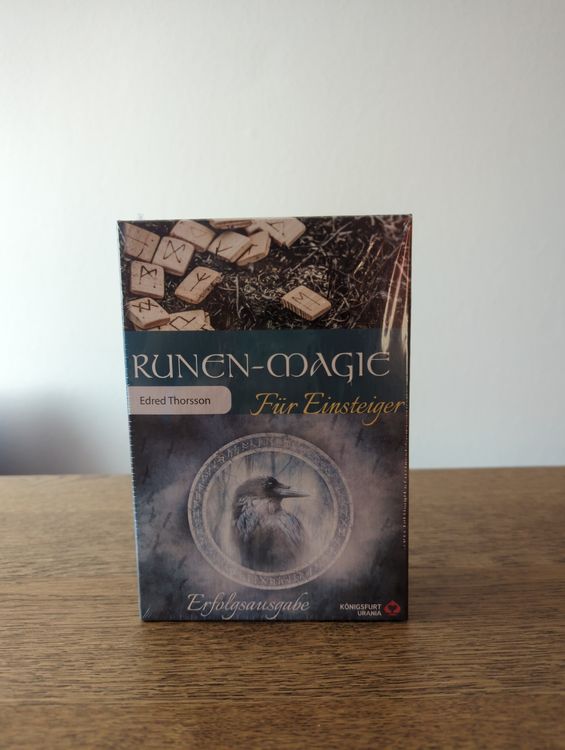 RUNEN-MAGIE
Edred Thorsson
Für Einsteiger
Erfolgsausgabe
KÖNIGSFURT
URANIA